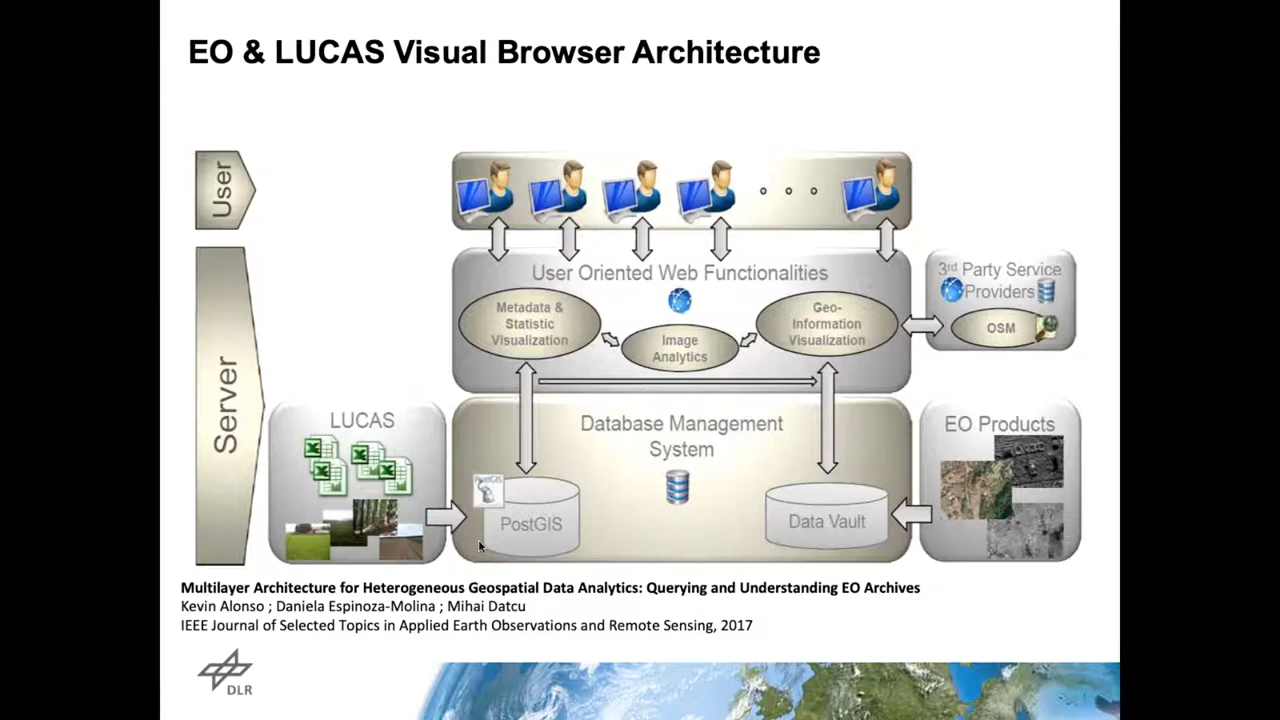 EO & LUCAS Visual Browser Architecture
User
User Oriented Web Functionalities
3rd Party Service
Providers
Metadata &
Statistic
Visualization
Image
Analytics
Geo-
Information
Visualization
OSM
Server
LUCAS
Database Management
System
EO Products
PostGIS
PostGIS
Data Vault
Multilayer Architecture for Heterogeneous Geospatial Data Analytics: Querying and Understanding EO Archives
Kevin Alonso ; Daniela Espinoza-Molina ; Mihai Datcu
IEEE Journal of Selected Topics in Applied Earth Observations and Remote Sensing, 2017
DLR